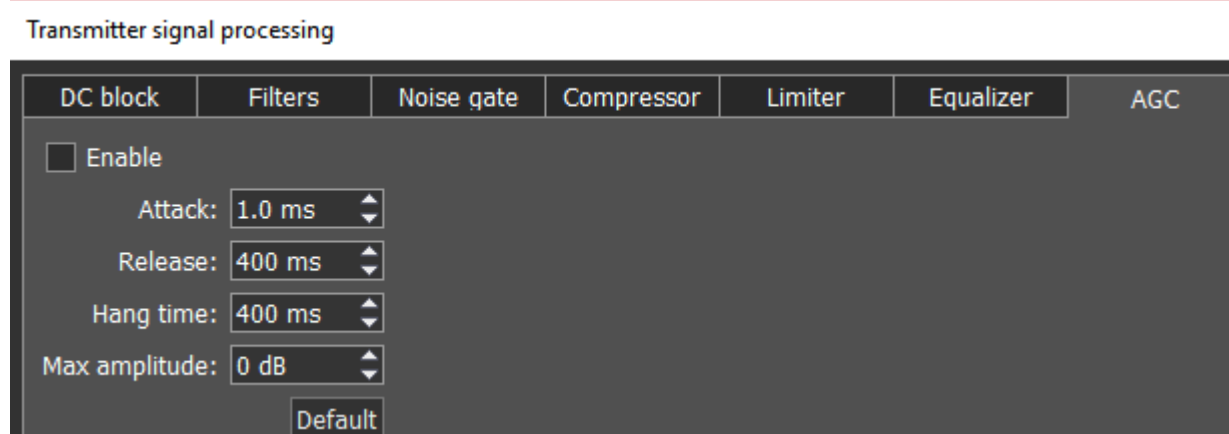 Transmitter signal processing
DC block Filters Noise gate Compressor Limiter Equalizer AGC
Enable
Attack: 1.0 ms
Release: 400 ms
Hang time: 400 ms
Max amplitude: 0 dB
Default